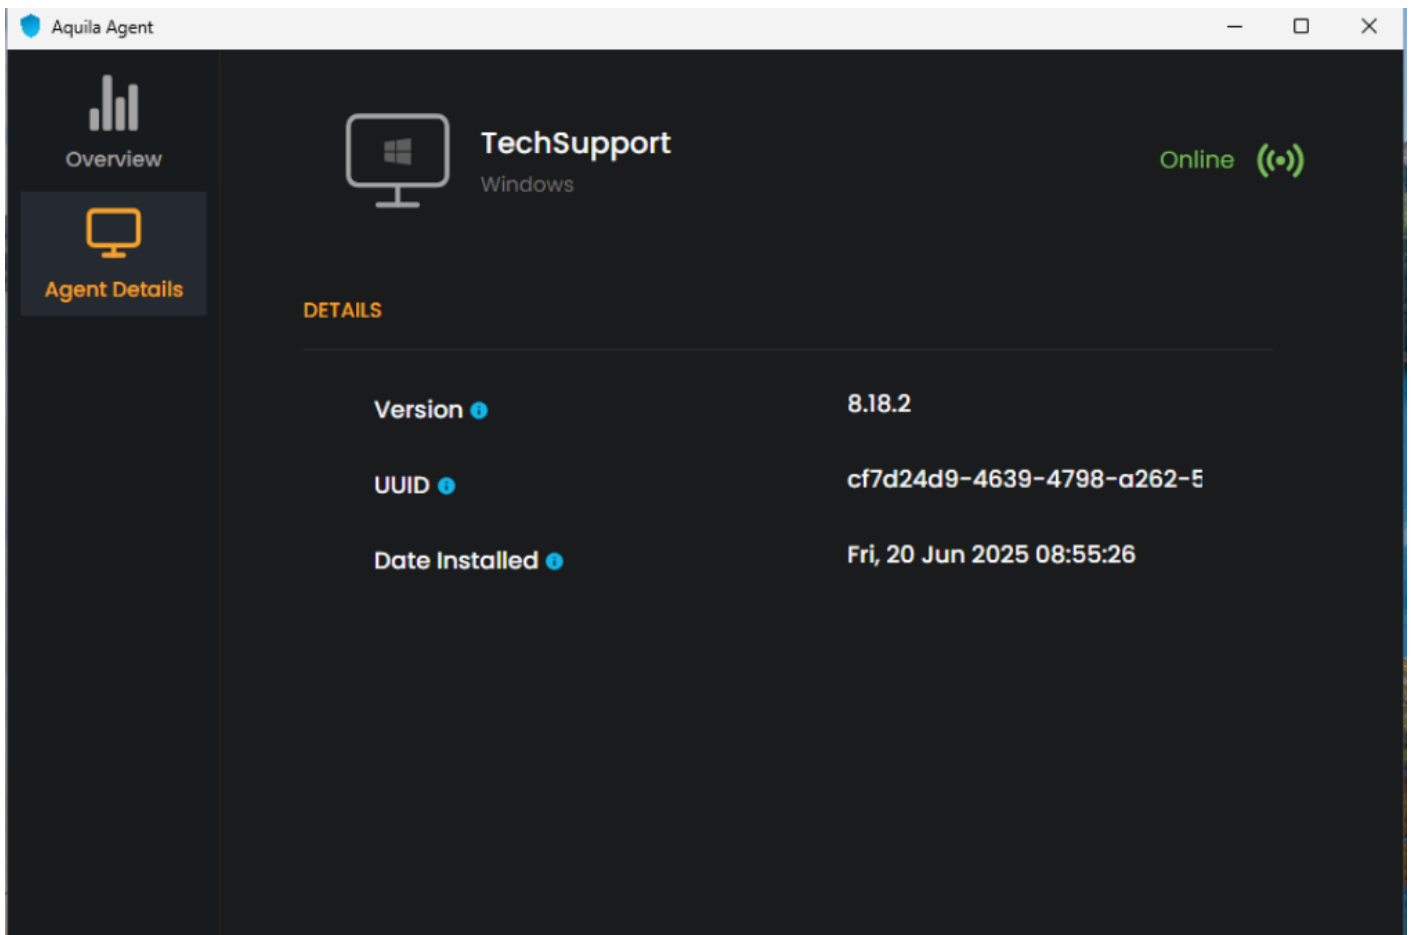 Aquila Agent
Overview
Agent Details
TechSupport
Windows
Online
DETAILS
Version
8.18.2
UUID
cf7d24d9-4639-4798-a262-5
Date Installed
Fri, 20 Jun 2025 08:55:26